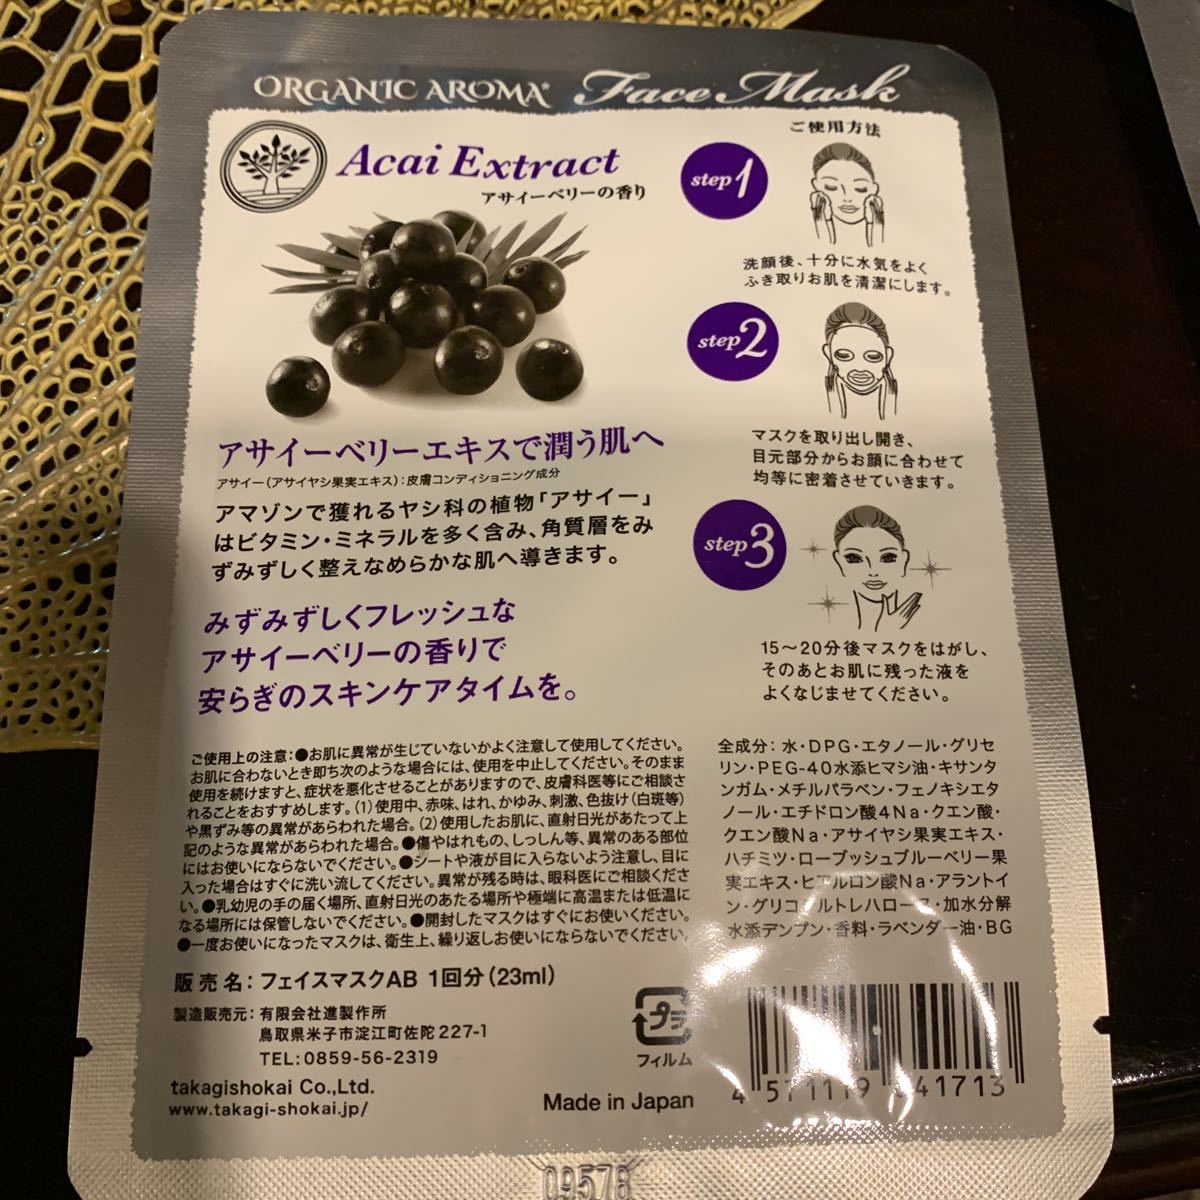 ORGANIC AROMA* Face Mask
Acai Extract
アサイーベリーの香り
アサイーベリーエキスで潤う肌へ
アサイー(アサイヤシ果実エキス):皮膚コンディショニング成分
アマゾンで獲れるヤシ科の植物「アサイー」
はビタミン・ミネラルを多く含み、角質層をみ
ずみずしく整えなめらかな肌へ導きます。
みずみずしくフレッシュな
アサイーベリーの香りで
安らぎのスキンケアタイムを。
ご使用方法
step1
洗顔後、十分に水気をよく
ふき取りお肌を清潔にします。
step2
マスクを取り出し開き、
目元部分からお顔に合わせて
均等に密着させていきます。
step3
15〜20分後マスクをはがし、
そのあとお肌に残った液を
よくなじませてください。
ご使用上の注意:●お肌に異常が生じていないかよく注意して使用してください。
お肌に合わないとき即ち次のような場合には、使用を中止してください。そのまま
使用を続けますと、症状を悪化させることがありますので、皮膚科医等にご相談さ
れることをおすすめします。(1)使用中、赤味、はれ、かゆみ、刺激、色抜け(白斑等)
や黒ずみ等の異常があらわれた場合。(2)使用したお肌に、直射日光があたって上
記のような異常があらわれた場合。●傷やはれもの、しっしん等、異常のある部位
にはお使いにならないでください。●シートや液が目に入らないよう注意し、目に
入った場合はすぐに洗い流してください。異常が残る時は、眼科医にご相談くださ
い。●乳幼児の手の届く場所、直射日光のあたる場所や極端に高温または低温に
なる場所には保管しないでください。●開封したマスクはすぐにお使いください。
●一度お使いになったマスクは、衛生上、繰り返しお使いにならないでください。
全成分:水・DPG・エタノール・グリセ
リン・PEG-40水添ヒマシ油・キサンタ
ンガム・メチルパラベン・フェノキシエタ
ノール・エチドロン酸4Na・クエン酸・
クエン酸Na・アサイヤシ果実エキス・
ハチミツ・ローブッシュブルーベリー果
実エキス・ヒアルロン酸Na・アラントイ
ン・グリコシルトレハロース・加水分解
水添デンプン・香料・ラベンダー油・BG
販売名:フェイスマスクAB 1回分(23ml)
製造販売元:有限会社進製作所
鳥取県米子市淀江町佐陀227-1
TEL:0859-56-2319
takagishokai Co.,Ltd.
www.takagi-shokai.jp/
プラ
フィルム
Made in Japan
4 571119 041713
09576